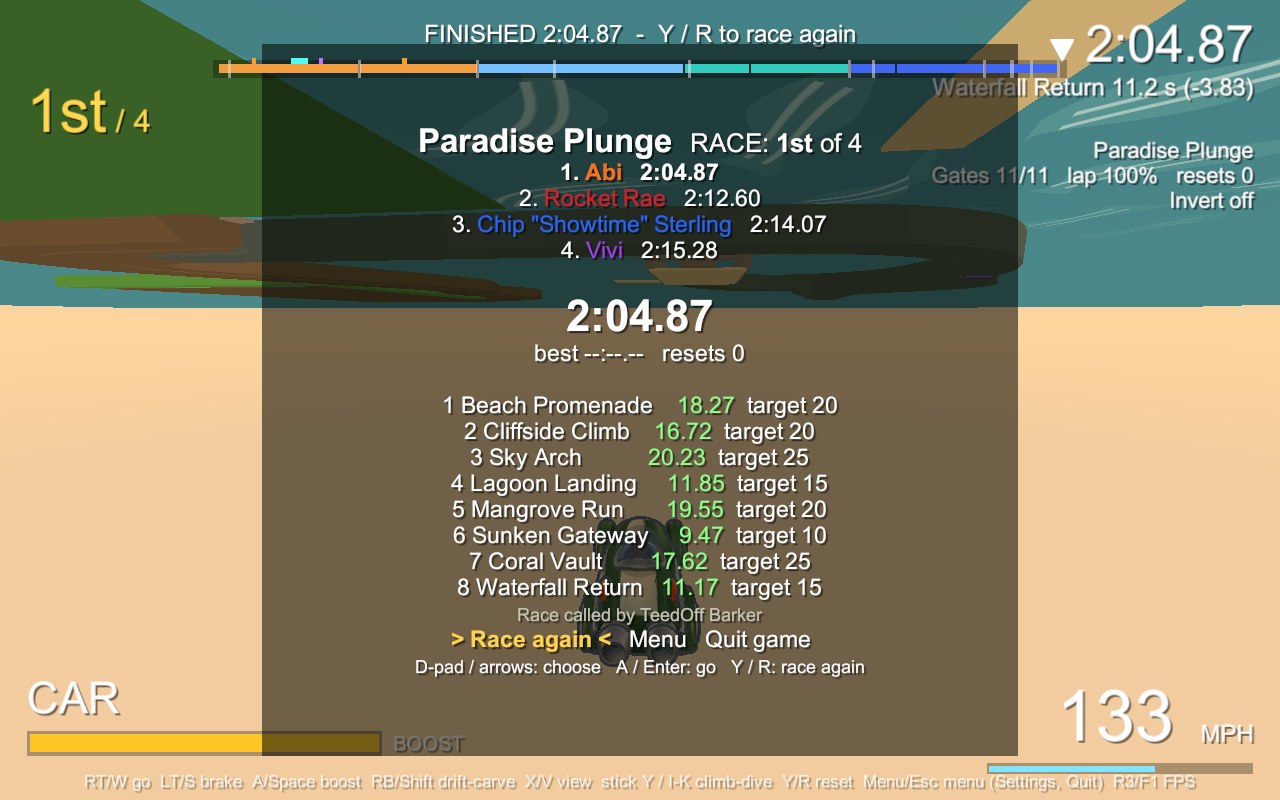 FINISHED 2:04.87 - Y / R to race again
2:04.87
Waterfall Return 11.2 s (-3.83)
1st / 4
Paradise Plunge
Gates 11/11 lap 100% resets 0
Invert off
Paradise Plunge RACE: 1st of 4
1. Abi 2:04.87
2. Rocket Rae 2:12.60
3. Chip "Showtime" Sterling 2:14.07
4. Vivi 2:15.28
2:04.87
best --:--.-- resets 0
1 Beach Promenade 18.27 target 20
2 Cliffside Climb 16.72 target 20
3 Sky Arch 20.23 target 25
4 Lagoon Landing 11.85 target 15
5 Mangrove Run 19.55 target 20
6 Sunken Gateway 9.47 target 10
7 Coral Vault 17.62 target 25
8 Waterfall Return 11.17 target 15
Race called by TeedOff Barker
> Race again < Menu Quit game
D-pad / arrows: choose A / Enter: go Y / R: race again
CAR
BOOST
133 MPH
RT/W go LT/S brake A/Space boost RB/Shift drift-carve X/V view stick Y / I-K climb-dive Y/R reset Menu/Esc menu (Settings, Quit) R3/F1 FPS